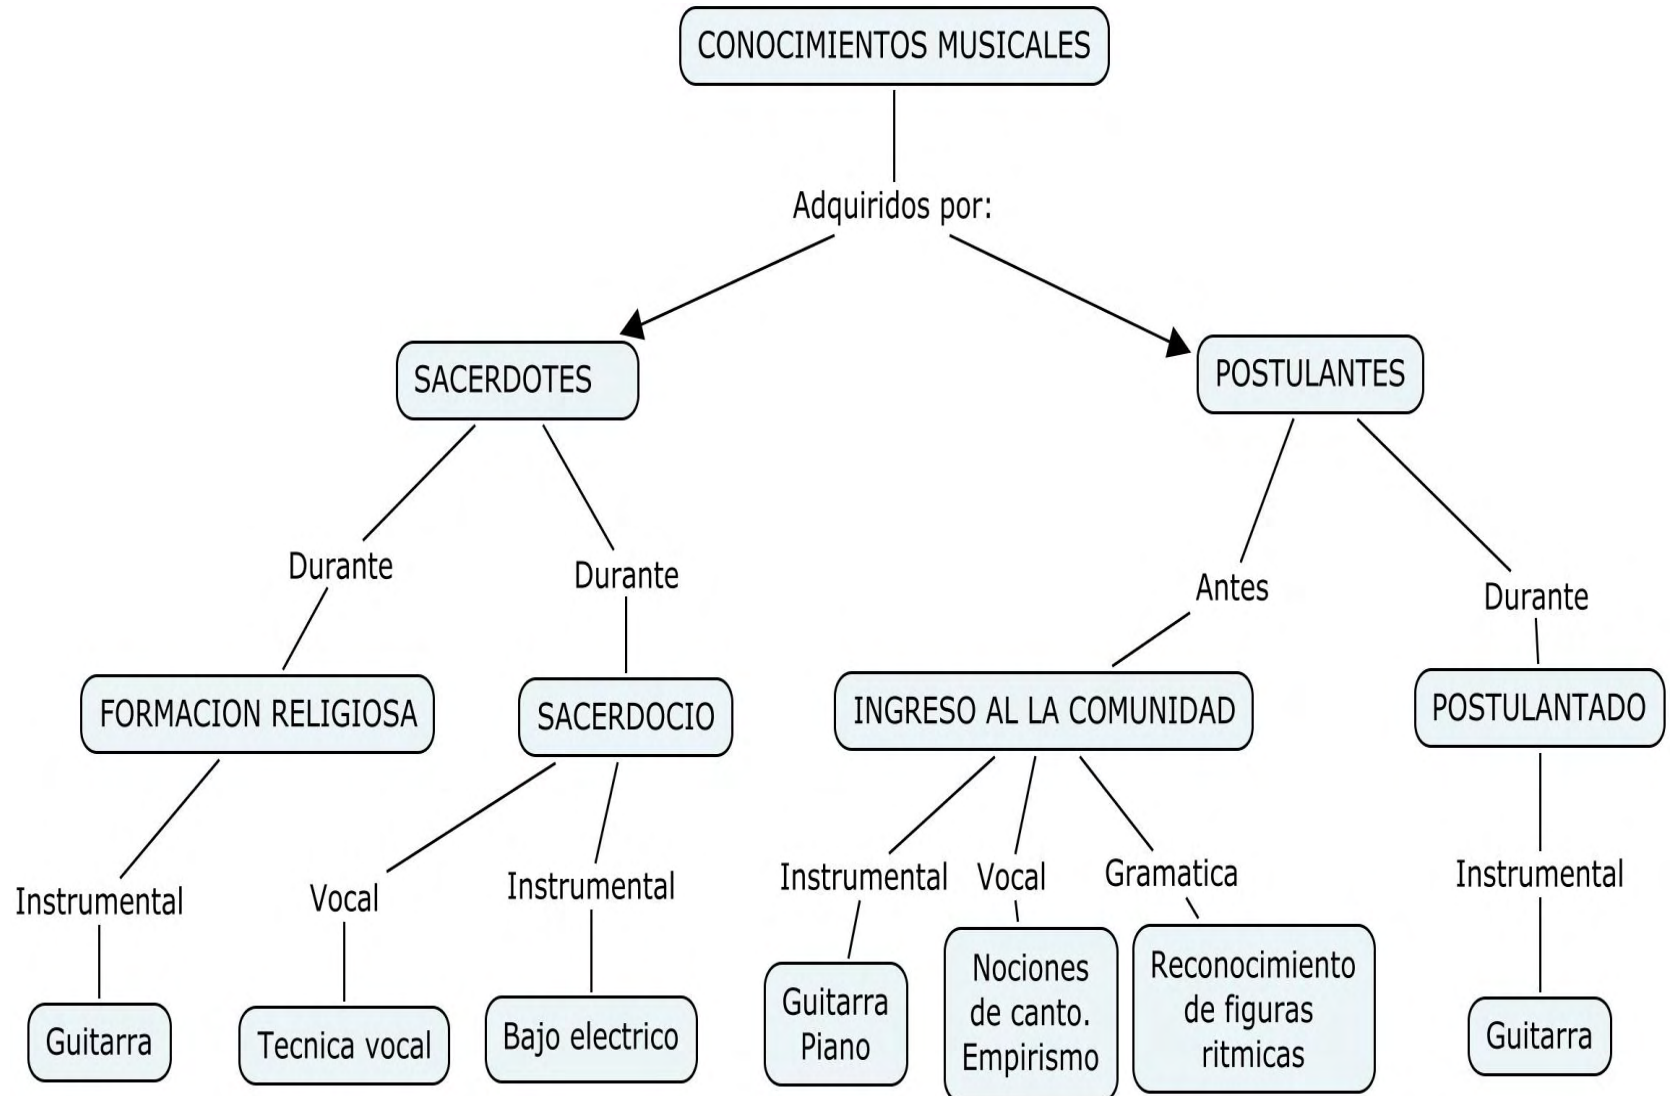 CONOCIMIENTOS MUSICALES
Adquiridos por:
SACERDOTES
POSTULANTES
Durante
Durante
Antes
Durante
FORMACION RELIGIOSA
SACERDOCIO
INGRESO AL LA COMUNIDAD
POSTULANTADO
Instrumental
Vocal
Instrumental
Instrumental
Vocal
Gramatica
Instrumental
Guitarra
Tecnica vocal
Bajo electrico
Guitarra
Piano
Nociones
de canto.
Empirismo
Reconocimiento
de figuras
ritmicas
Guitarra